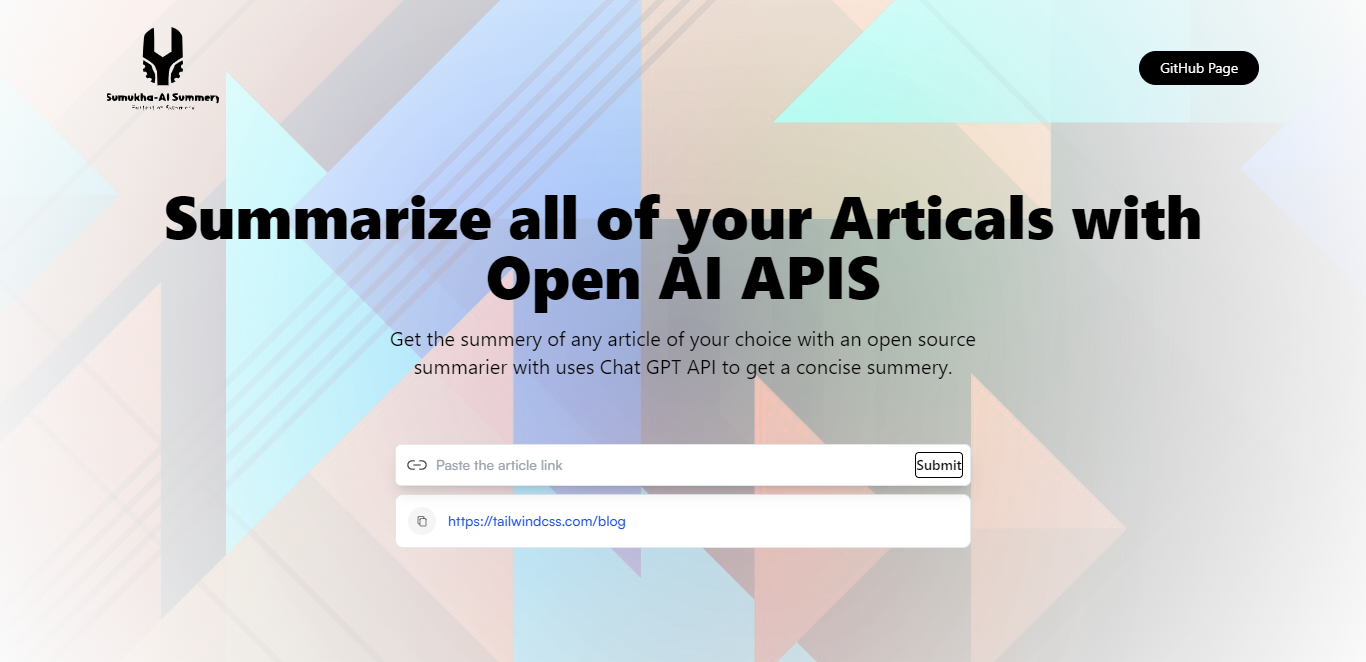 Sumukha-AI Summery
GitHub Page
Summarize all of your Articals with
Open AI APIS
Get the summery of any article of your choice with an open source
summarier with uses Chat GPT API to get a concise summery.
Paste the article link
Submit
https://tailwindcss.com/blog